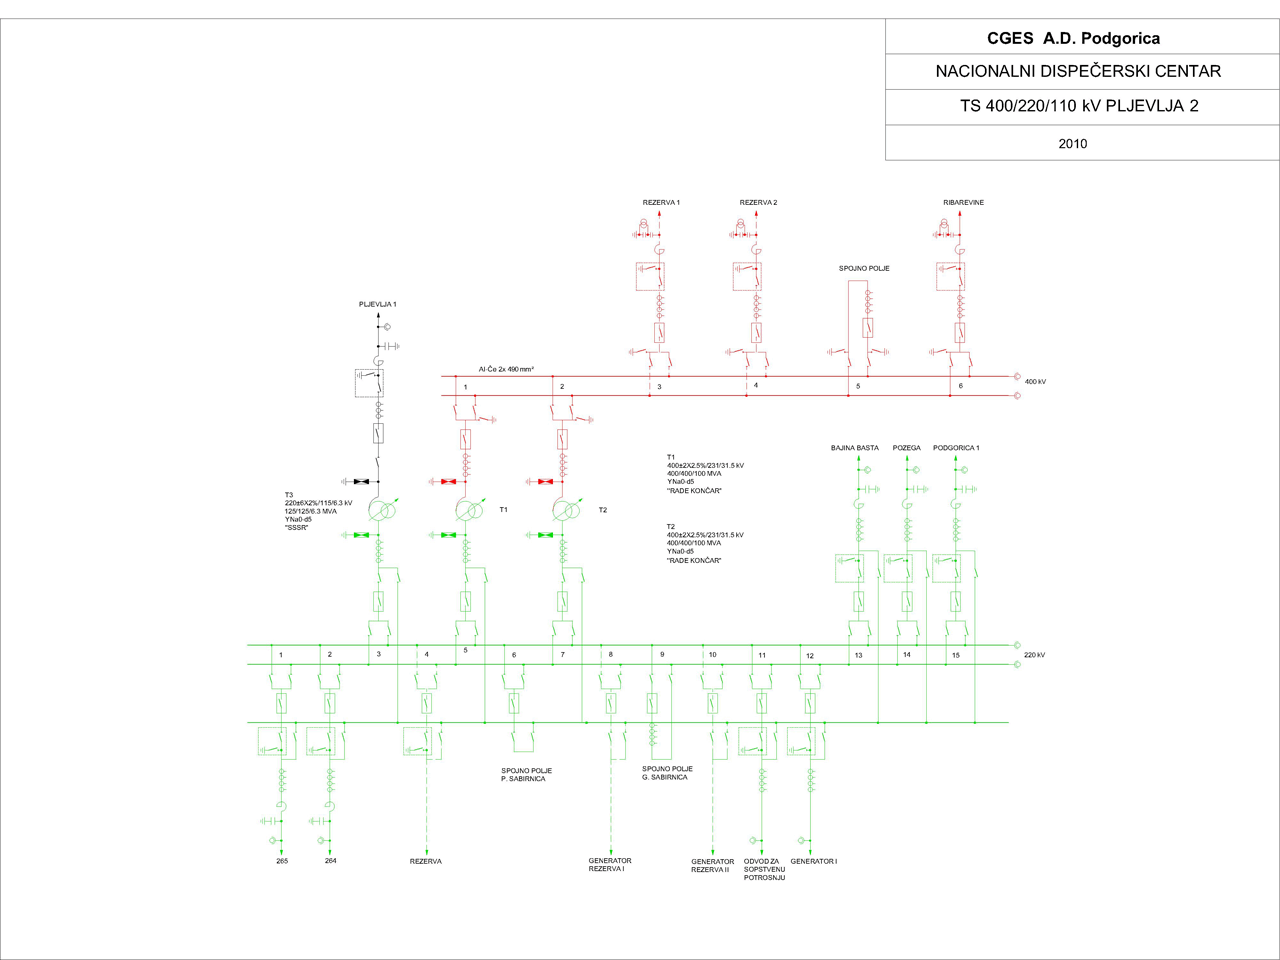 CGES A.D. Podgorica
NACIONALNI DISPEČERSKI CENTAR
TS 400/220/110 kV PLJEVLJA 2
2010
REZERVA 1
REZERVA 2
RIBAREVINE
SPOJNO POLJE
PLJEVLJA 1
Al-Če 2x 490 mm²
1
2
3
4
5
6
400 kV
BAJINA BASTA
POZEGA
PODGORICA 1
T1
400±2X2.5%/231/31.5 kV
400/400/100 MVA
YNa0-d5
"RADE KONČAR"
T3
220±6X2%/115/6.3 kV
125/125/6.3 MVA
YNa0-d5
"SSSR"
T1
T2
T2
400±2X2.5%/231/31.5 kV
400/400/100 MVA
YNa0-d5
"RADE KONČAR"
1
2
3
4
5
6
7
8
9
10
11
12
13
14
15
220 kV
SPOJNO POLJE
P. SABIRNICA
SPOJNO POLJE
G. SABIRNICA
265
264
REZERVA
GENERATOR
REZERVA I
GENERATOR
REZERVA II
ODVOD ZA
SOPSTVENU
POTROSNJU
GENERATOR I